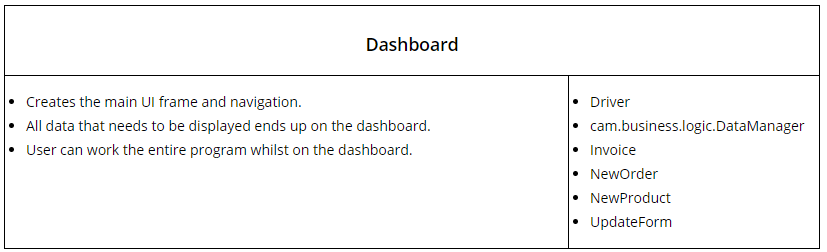 Dashboard
Creates the main UI frame and navigation.
All data that needs to be displayed ends up on the dashboard.
User can work the entire program whilst on the dashboard.
Driver
cam.business.logic.DataManager
Invoice
NewOrder
NewProduct
UpdateForm